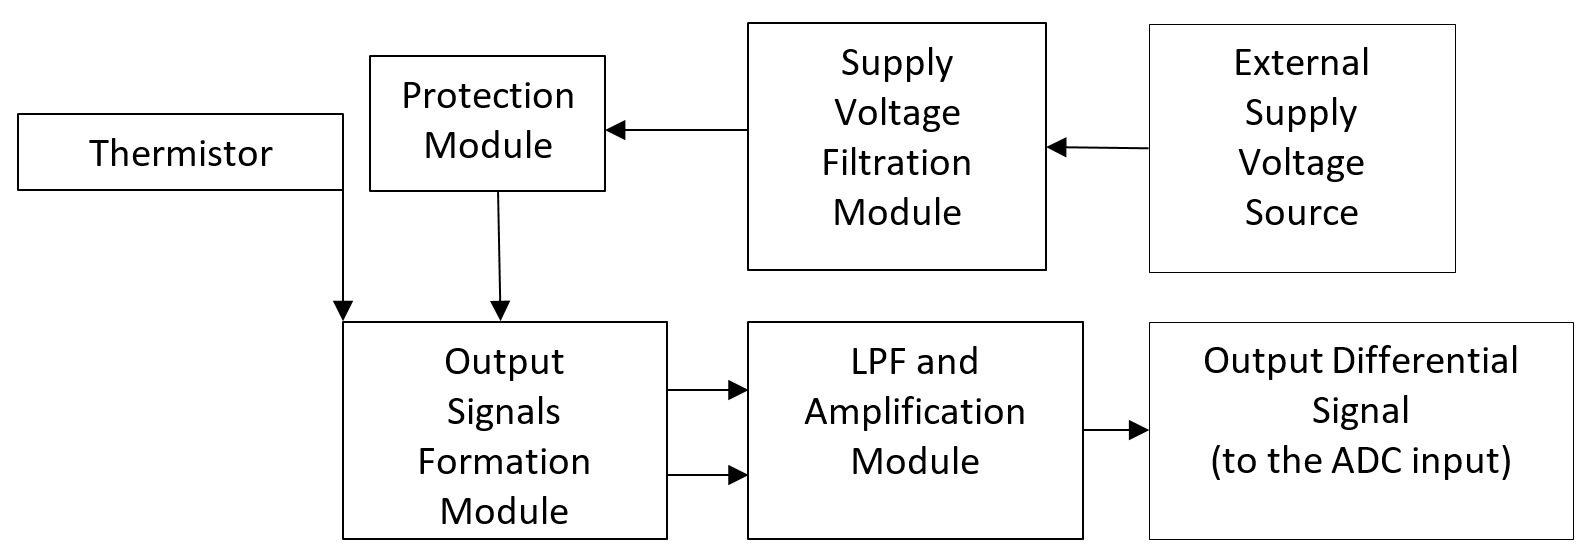 Thermistor
Protection
Module
Supply
Voltage
Filtration
Module
External
Supply
Voltage
Source
Output
Signals
Formation
Module
LPF and
Amplification
Module
Output Differential
Signal
(to the ADC input)